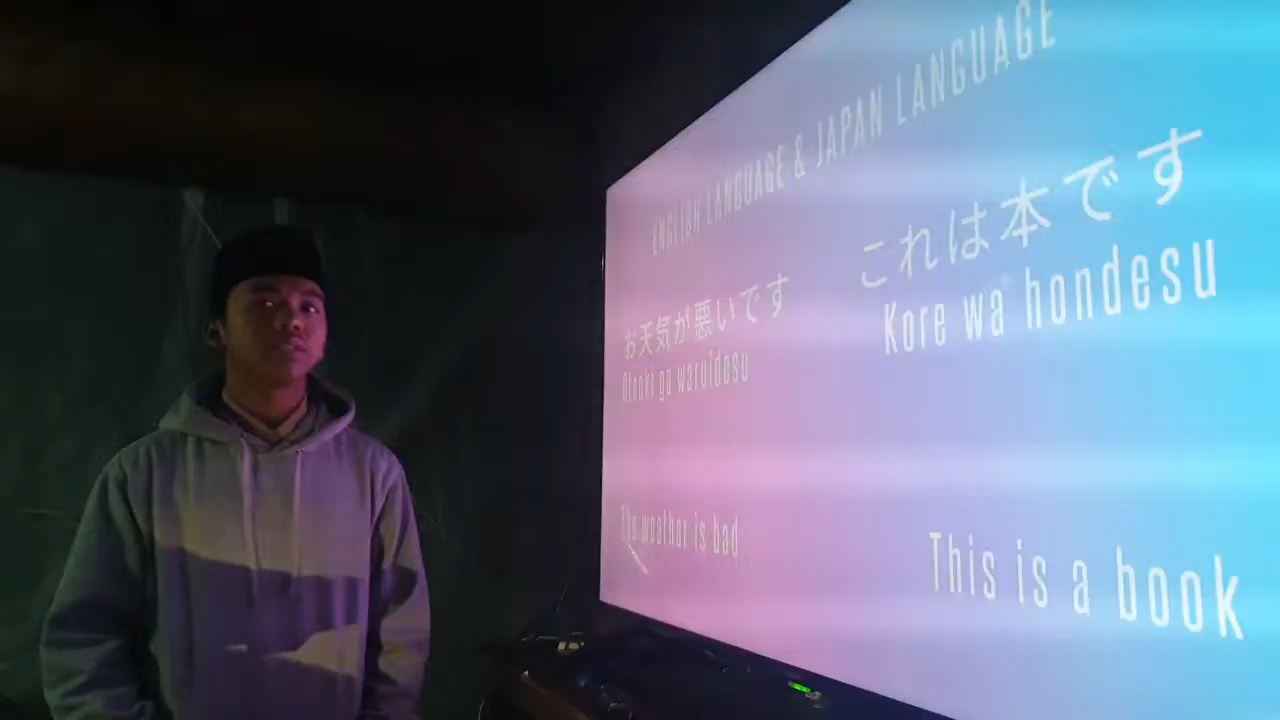 ENGLISH LANGUAGE & JAPAN LANGUAGE
お天気が悪いです
Otenki ga waruidesu
The weather is bad
これは本です
Kore wa hondesu
This is a book